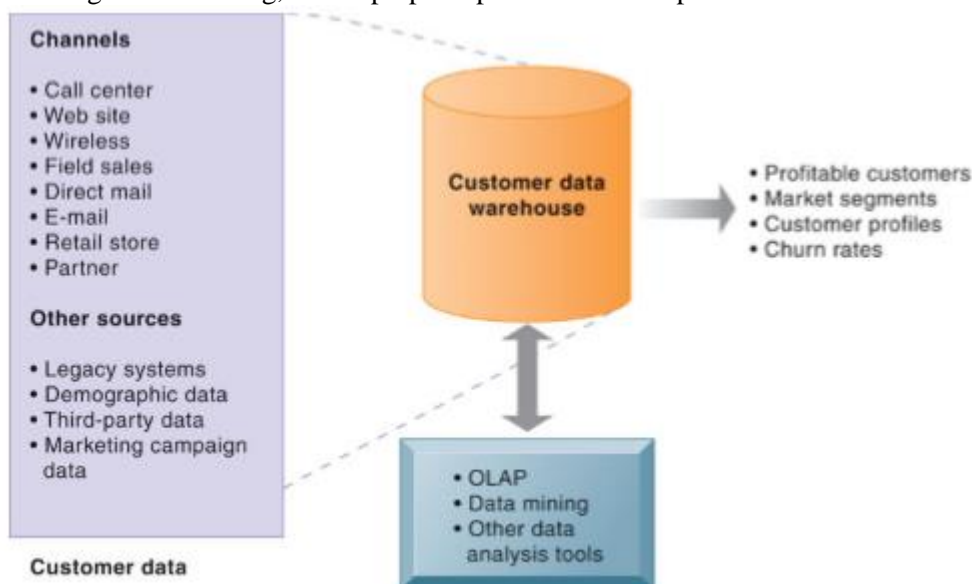 Channels
• Call center
• Web site
• Wireless
• Field sales
• Direct mail
• E-mail
• Retail store
• Partner
Other sources
• Legacy systems
• Demographic data
• Third-party data
• Marketing campaign
data
Customer data
Customer data
warehouse
• Profitable customers
• Market segments
• Customer profiles
• Churn rates
• OLAP
• Data mining
• Other data
analysis tools